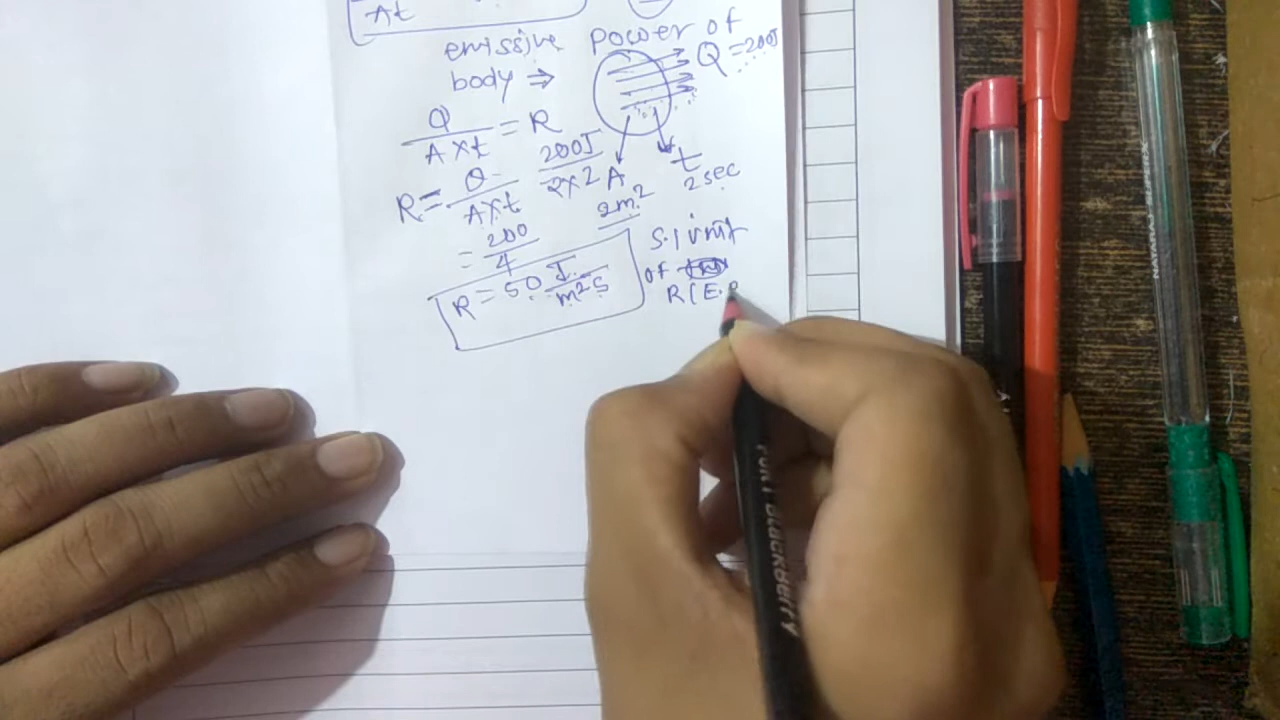 At
emissive power of
body ⇒
Q = 200J
Q / A×t = R
200J / 2×2
A
2m²
t
2sec
R = Q / A×t
= 200 / 4
R = 50 J / m²s
S.I unit
of
R(E.P